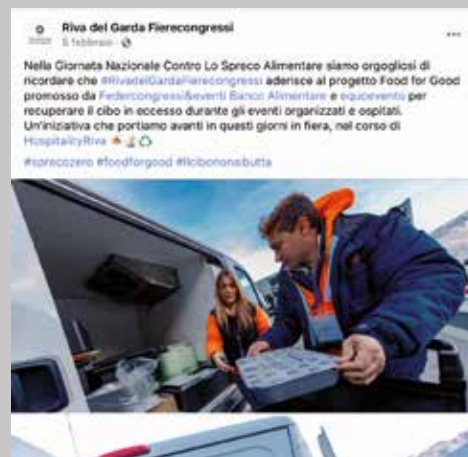 Riva del Garda Fierecongressi
5 febbraio ·
Nella Giornata Nazionale Contro Lo Spreco Alimentare siamo orgogliosi di
ricordare che #RivadelGardaFierecongressi aderisce al progetto Food for Good
promosso da Federcongressi&eventi Banco Alimentare e equoevento per
recuperare il cibo in eccesso durante gli eventi organizzati e ospitati.
Un'iniziativa che portiamo avanti in questi giorni in fiera, nel corso di
HospitalityRiva
#sprecozero #foodforgood #ilcibononsibutta